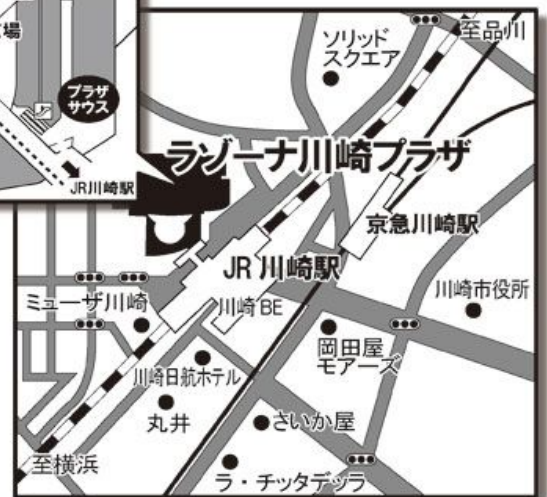 場
プラザ
サウス
JR川崎駅
至品川
ソリッド
スクエア
ラゾーナ川崎プラザ
京急川崎駅
JR 川崎駅
川崎市役所
ミューザ川崎
川崎 BE
岡田屋
モアーズ
川崎日航ホテル
丸井
さいか屋
至横浜
ラ・チッタデッラ